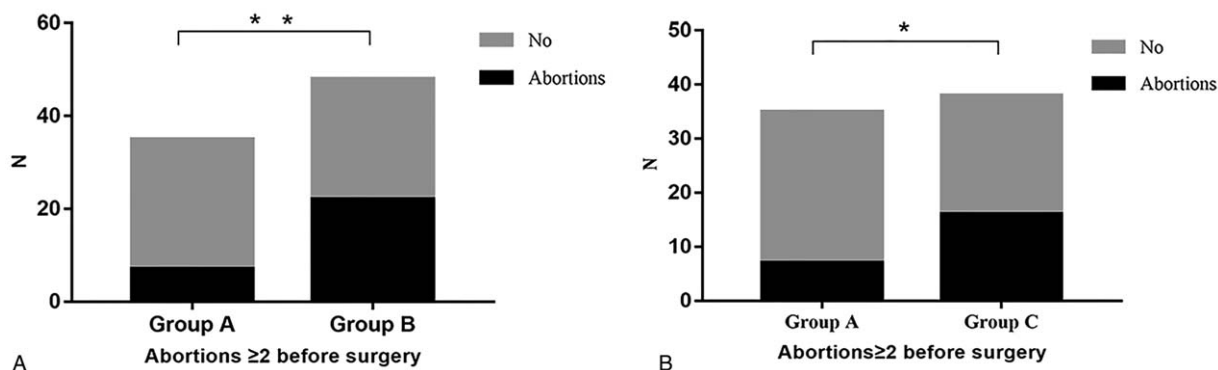 60
40
20
0
N
* *
No
Abortions
Group A
Group B
Abortions ≥2 before surgery
A
50
40
30
20
10
0
N
*
No
Abortions
Group A
Group C
Abortions≥2 before surgery
B